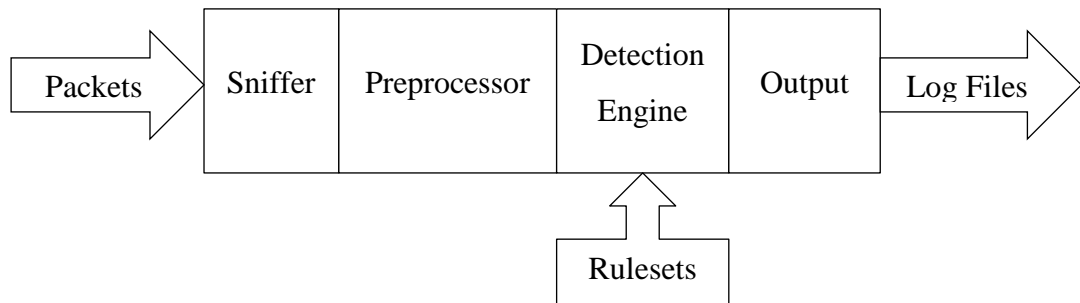 Packets
Sniffer
Preprocessor
Detection
Engine
Output
Log Files
Rulesets